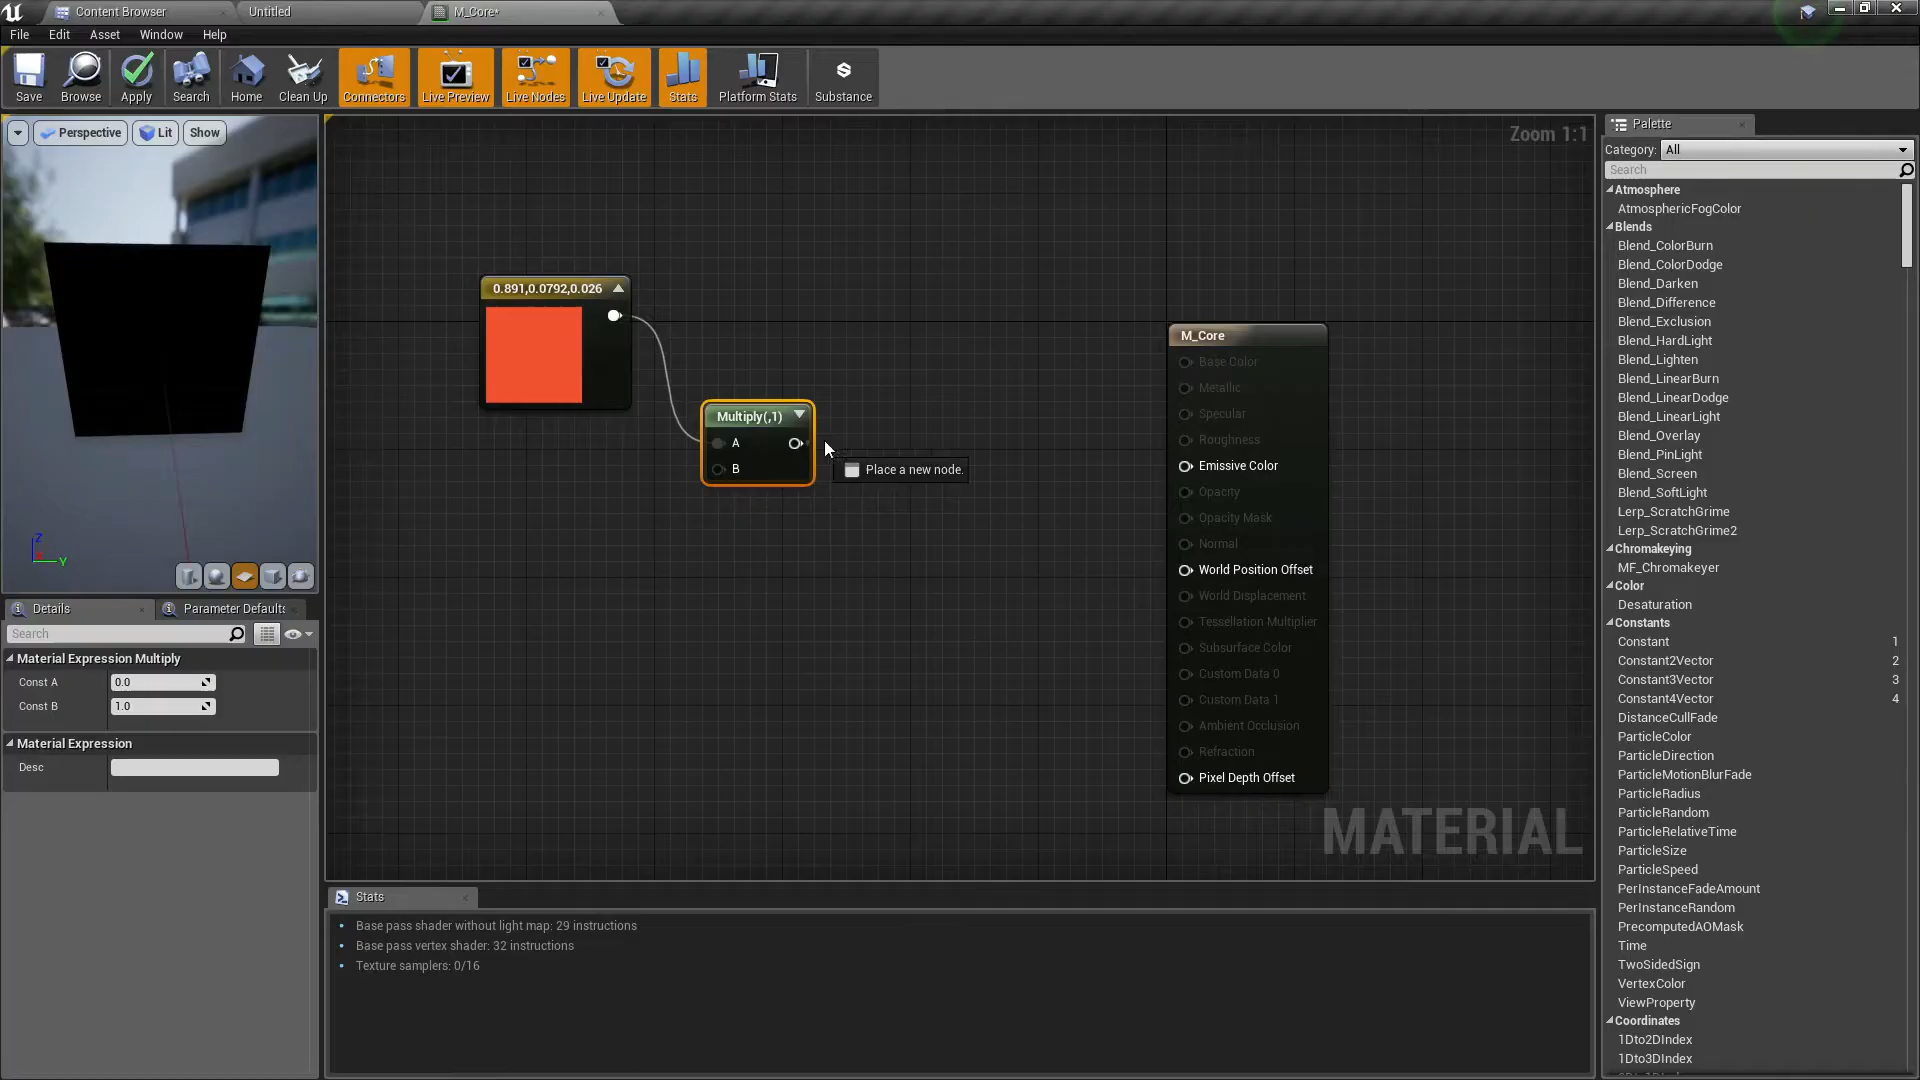 Content Browser
Untitled
M_Core*
File
Edit
Asset
Window
Help
Save
Browse
Apply
Search
Home
Clean Up
Connectors
Live Preview
Live Nodes
Live Update
Stats
Platform Stats
Substance
Perspective
Lit
Show
Z
Y
Details
Parameter Defaults
Search
Material Expression Multiply
Const A
0.0
Const B
1.0
Material Expression
Desc
Zoom 1:1
0.891,0.0792,0.026
Multiply(,1)
A
B
Place a new node.
M_Core
Base Color
Metallic
Specular
Roughness
Emissive Color
Opacity
Opacity Mask
Normal
World Position Offset
World Displacement
Tessellation Multiplier
Subsurface Color
Custom Data 0
Custom Data 1
Ambient Occlusion
Refraction
Pixel Depth Offset
MATERIAL
Stats
Base pass shader without light map: 29 instructions
Base pass vertex shader: 32 instructions
Texture samplers: 0/16
Palette
Category: All
Search
Atmosphere
AtmosphericFogColor
Blends
Blend_ColorBurn
Blend_ColorDodge
Blend_Darken
Blend_Difference
Blend_Exclusion
Blend_HardLight
Blend_Lighten
Blend_LinearBurn
Blend_LinearDodge
Blend_LinearLight
Blend_Overlay
Blend_PinLight
Blend_Screen
Blend_SoftLight
Lerp_ScratchGrime
Lerp_ScratchGrime2
Chromakeying
MF_Chromakeyer
Color
Desaturation
Constants
Constant 1
Constant2Vector 2
Constant3Vector 3
Constant4Vector 4
DistanceCullFade
ParticleColor
ParticleDirection
ParticleMotionBlurFade
ParticleRadius
ParticleRandom
ParticleRelativeTime
ParticleSize
ParticleSpeed
PerInstanceFadeAmount
PerInstanceRandom
PrecomputedAOMask
Time
TwoSidedSign
VertexColor
ViewProperty
Coordinates
1Dto2DIndex
1Dto3DIndex